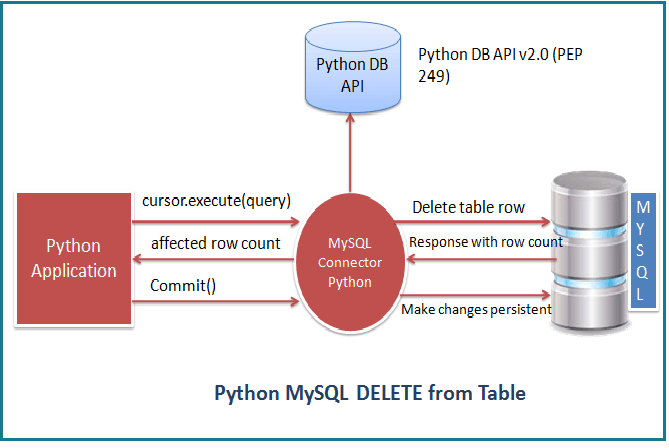 Python DB
API
Python DB API v2.0 (PEP
249)
cursor.execute(query)
Delete table row
Python
Application
affected row count
MySQL
Connector
Python
Response with row count
M
Y
S
Q
L
Commit()
Make changes persistent
Python MySQL DELETE from Table